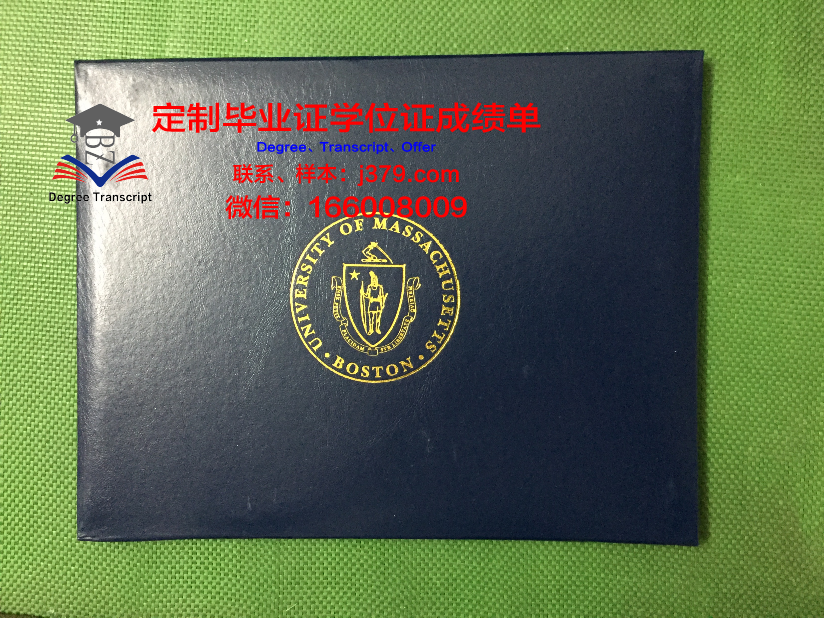 定制毕业证学位证成绩单
Degree、Transcript、Offer
联系、样本：j379.com
微信：166008009
BZ
Degree Transcript
UNIVERSITY OF MASSACHUSETTS
• BOSTON •